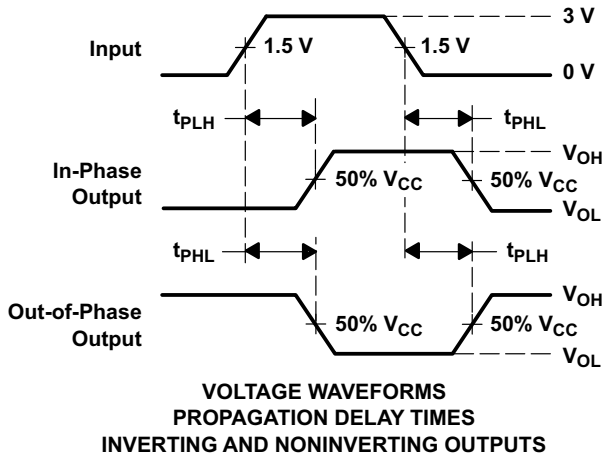 3 V
Input
1.5 V
1.5 V
0 V
tPLH
tPHL
VOH
In-Phase
Output
50% VCC
50% VCC
VOL
tPHL
tPLH
VOH
Out-of-Phase
Output
50% VCC
50% VCC
VOL
VOLTAGE WAVEFORMS
PROPAGATION DELAY TIMES
INVERTING AND NONINVERTING OUTPUTS